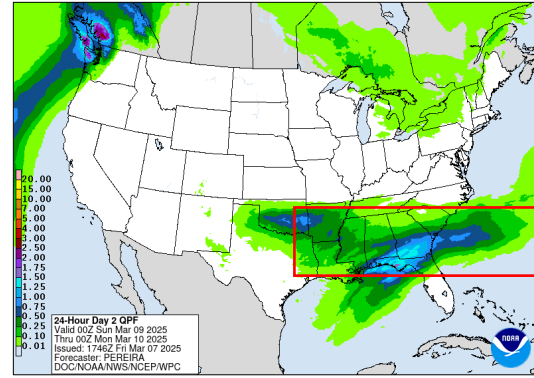 20.00
15.00
10.00
7.00
5.00
4.00
3.00
2.50
2.00
1.75
1.50
1.25
1.00
0.75
0.50
0.25
0.10
0.01
24-Hour Day 2 QPF
Valid 00Z Sun Mar 09 2025
Thru 00Z Mon Mar 10 2025
Issued: 1746Z Fri Mar 07 2025
Forecaster: PEREIRA
DOC/NOAA/NWS/NCEP/WPC
NOAA